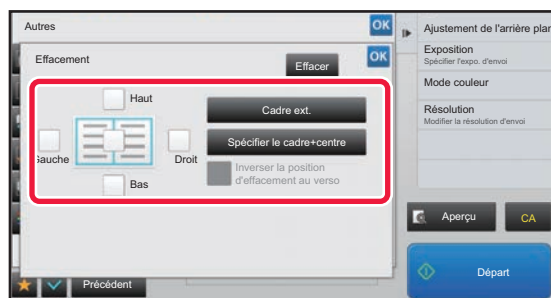 Autres
OK
Effacement
Effacer
OK
Haut
Gauche
Droit
Bas
Cadre ext.
Spécifier le cadre+centre
Inverser la position
d'effacement au verso
Précédent
Ajustement de l'arrière plan
Exposition
Spécifier l'expo. d'envoi
Mode couleur
Résolution
Modifier la résolution d'envoi
Aperçu
CA
Départ